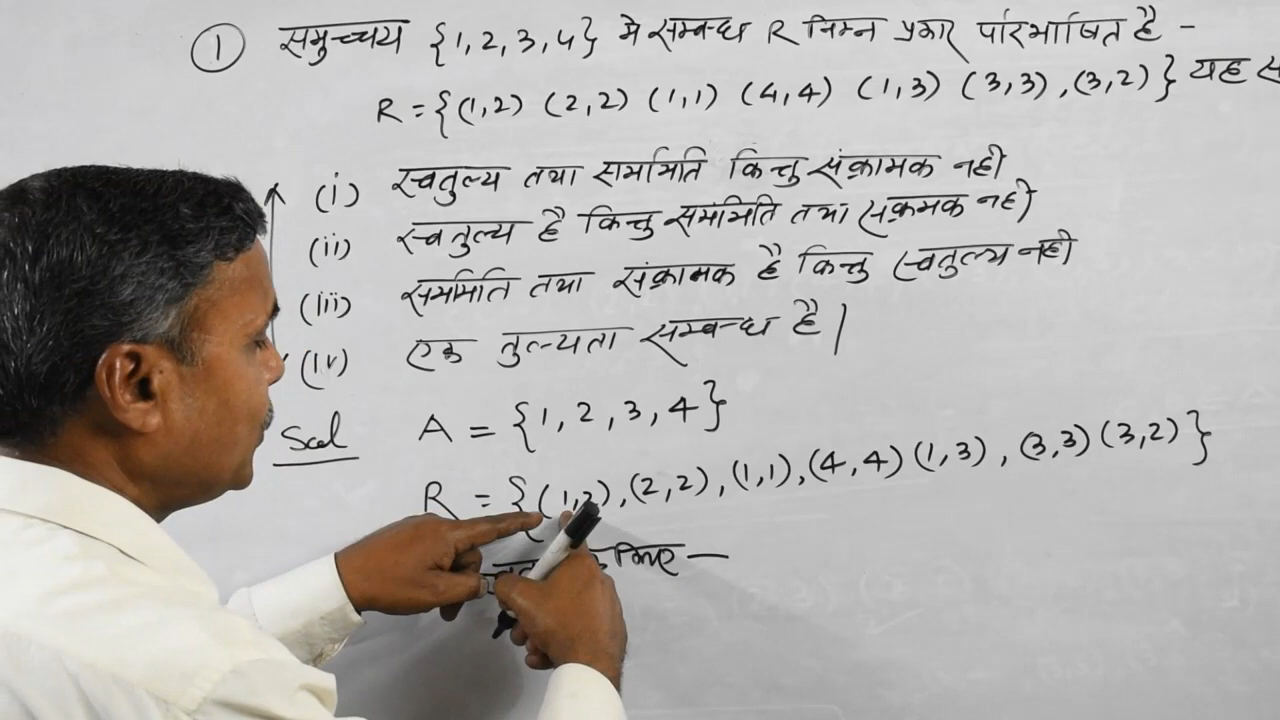 ① समुच्चय {1,2,3,4} मे सम्बन्ध R निम्न प्रकार परिभाषित है -
R = {(1,2) (2,2) (1,1) (4,4) (1,3) (3,3) , (3,2) } यह
(i) स्वतुल्य तथा सममिति किन्तु संक्रामक नही
(ii) स्वतुल्य है किन्तु सममिति तथा संक्रमक नही
(iii) सममिति तथा संक्रामक है किन्तु स्वतुल्य नही
(iv) एक तुल्यता सम्बन्ध है |
Sol A = {1, 2, 3, 4}
R = {(1,2), (2,2), (1,1), (4,4) (1,3) , (3,3) (3,2) }
लिए —